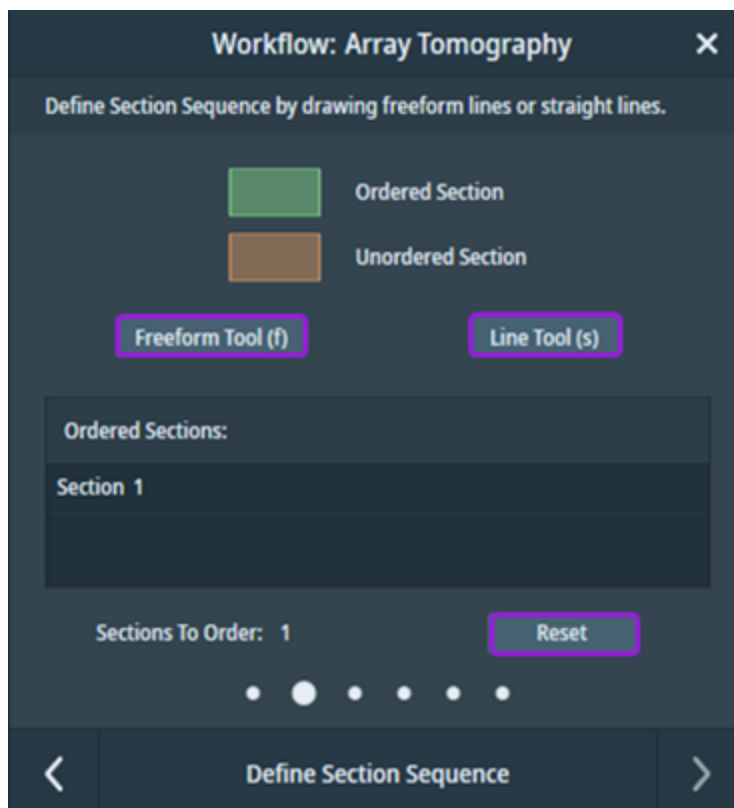 Workflow: Array Tomography
Define Section Sequence by drawing freeform lines or straight lines.
Ordered Section
Unordered Section
Freeform Tool (f) Line Tool (s)
Ordered Sections:
Section 1
Sections To Order: 1 Reset
Define Section Sequence